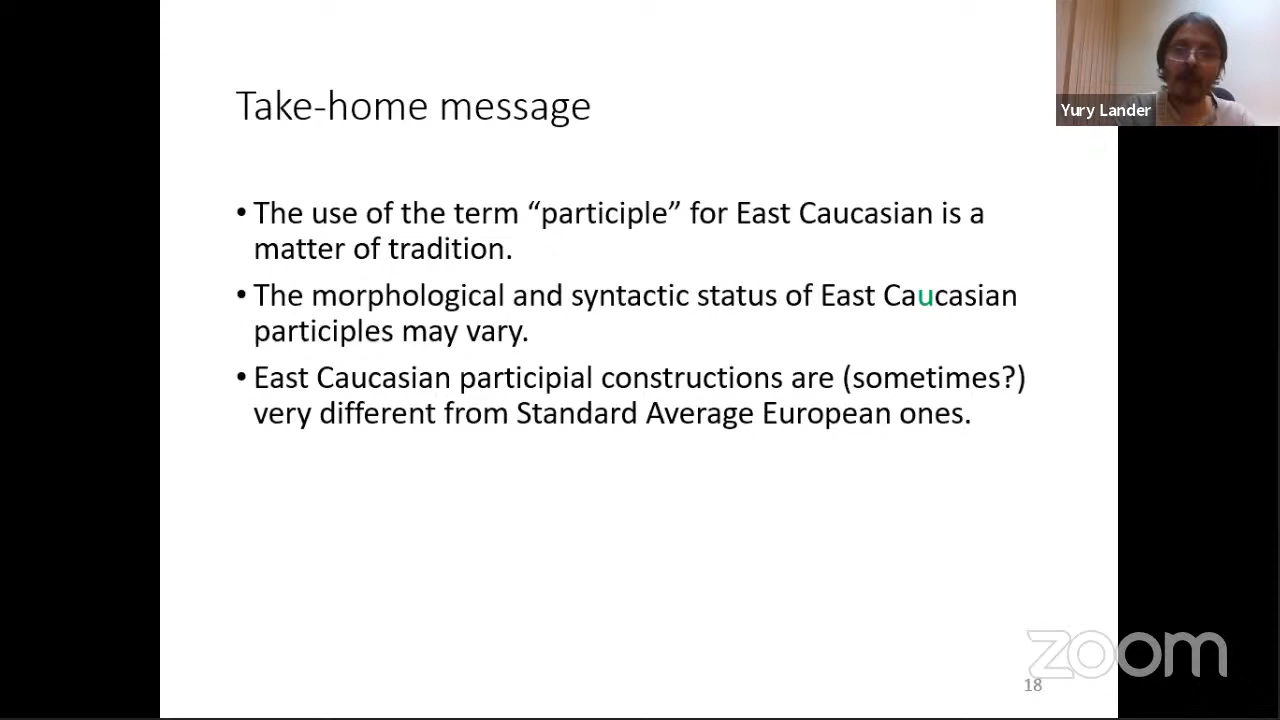 Take-home message
Yury Lander
• The use of the term “participle” for East Caucasian is a
matter of tradition.
• The morphological and syntactic status of East Caucasian
participles may vary.
• East Caucasian participial constructions are (sometimes?)
very different from Standard Average European ones.
zoom
18